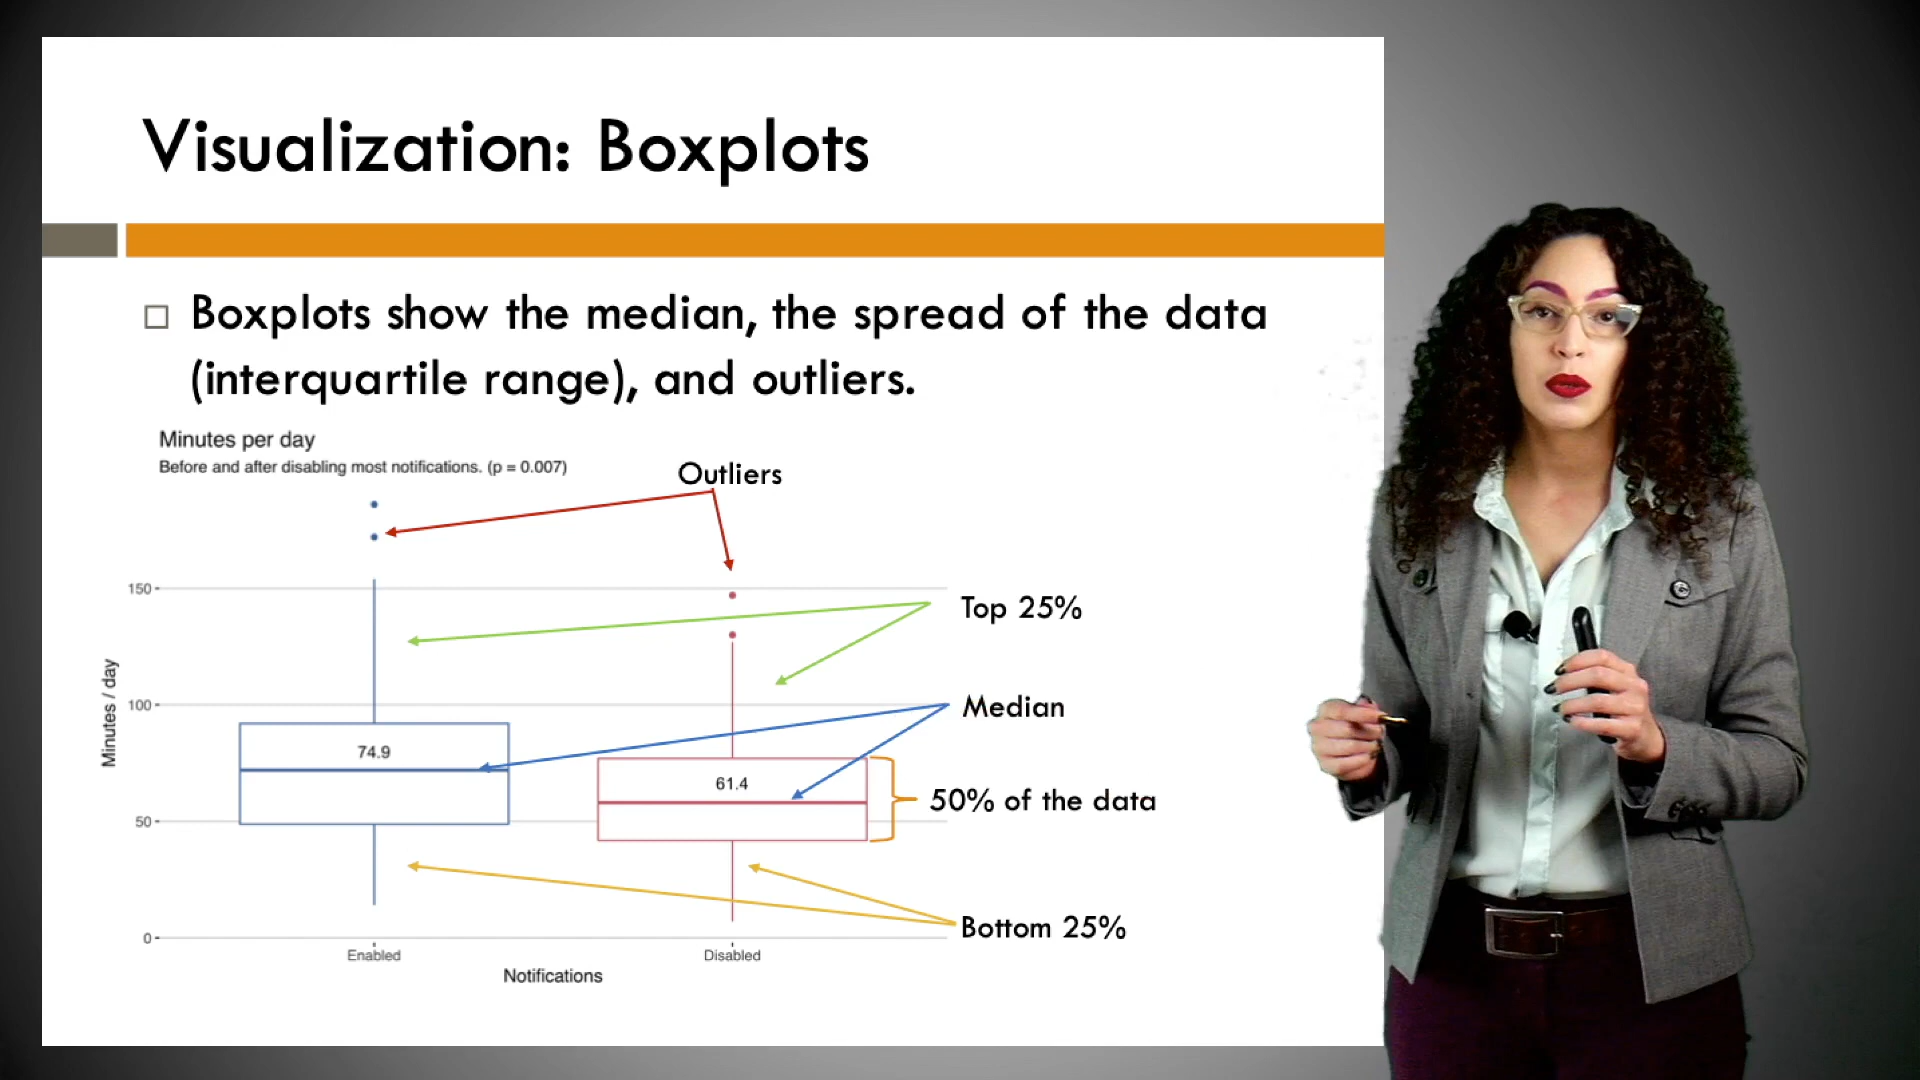 Visualization: Boxplots
Boxplots show the median, the spread of the data
(interquartile range), and outliers.
Minutes per day
Before and after disabling most notifications. (p = 0.007)
Outliers
150
Top 25%
Minutes / day
100
Median
74.9
61.4
50% of the data
50
Bottom 25%
0
Enabled
Disabled
Notifications